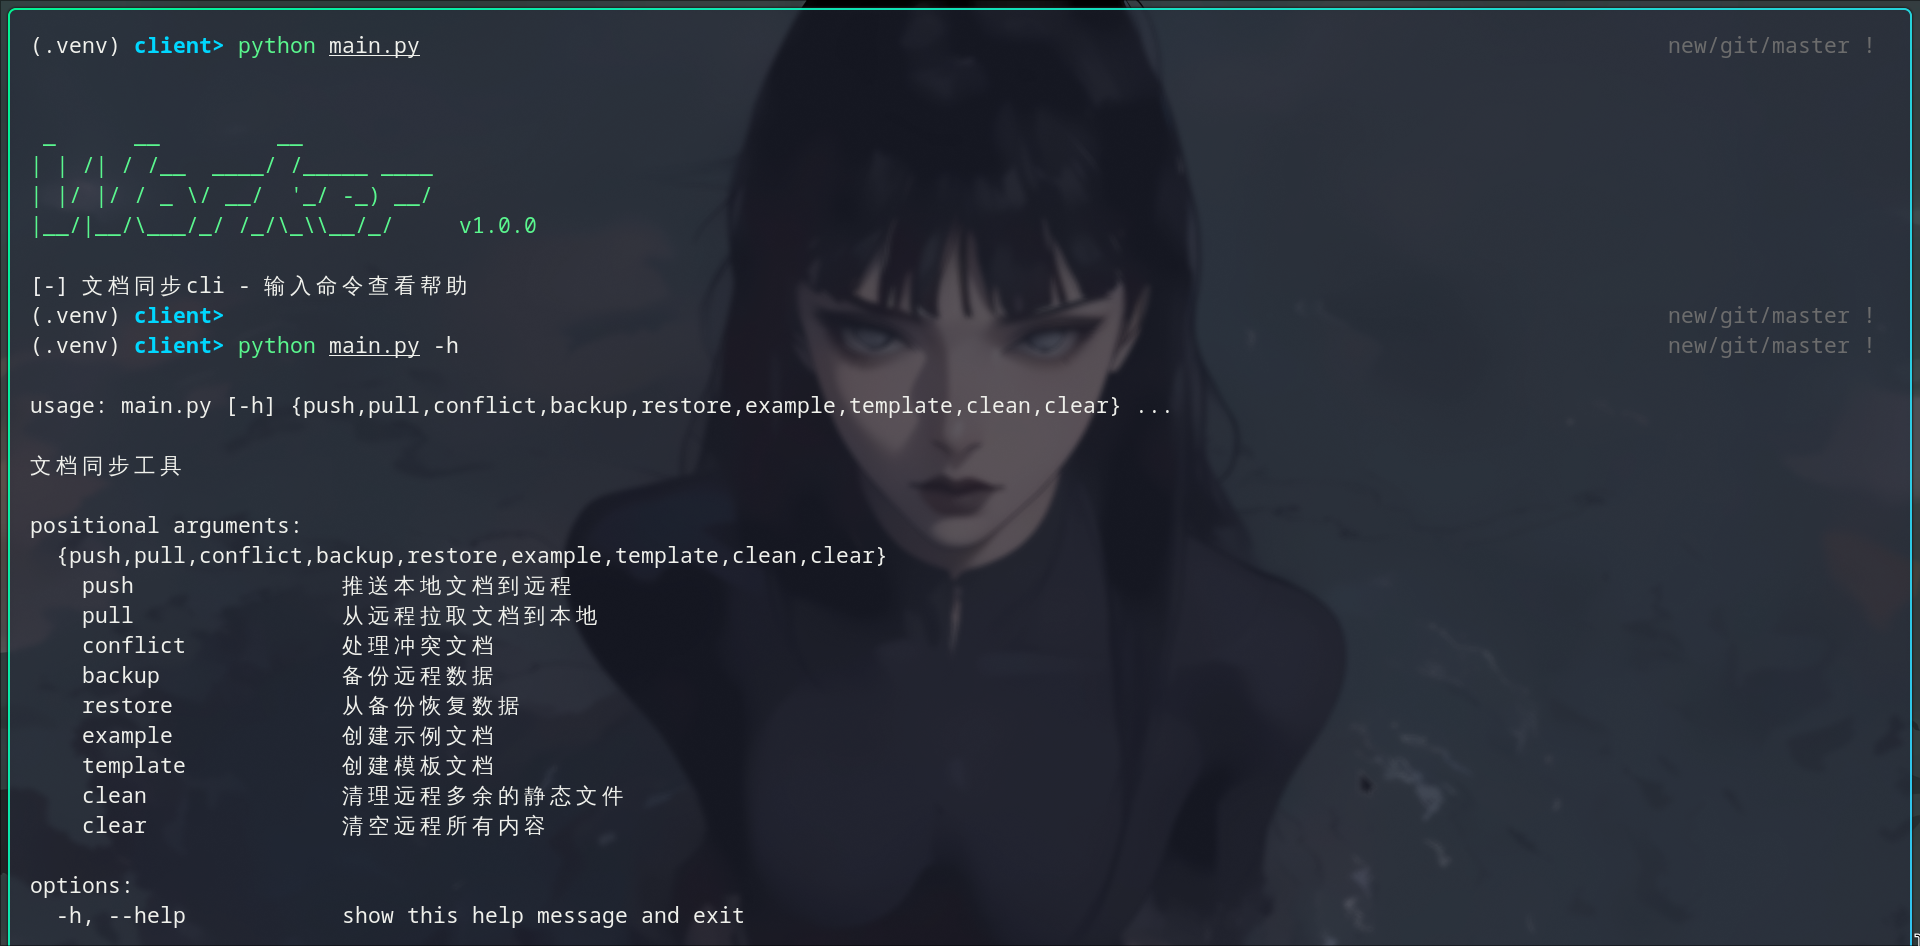 (.venv) client> python main.py new/git/master !
 _      __         __
| | /| / /__  ____/ /_____ ____
| |/ |/ / _ \/ __/  '_/ -_) __/
|__/|__/\___/_/ /_/\_\\__/_/     v1.0.0
[-] 文档同步cli - 输入命令查看帮助
(.venv) client> new/git/master !
(.venv) client> python main.py -h new/git/master !
usage: main.py [-h] {push,pull,conflict,backup,restore,example,template,clean,clear} ...
文档同步工具
positional arguments:
{push,pull,conflict,backup,restore,example,template,clean,clear}
push 推送本地文档到远程
pull 从远程拉取文档到本地
conflict 处理冲突文档
backup 备份远程数据
restore 从备份恢复数据
example 创建示例文档
template 创建模板文档
clean 清理远程多余的静态文件
clear 清空远程所有内容
options:
-h, --help show this help message and exit